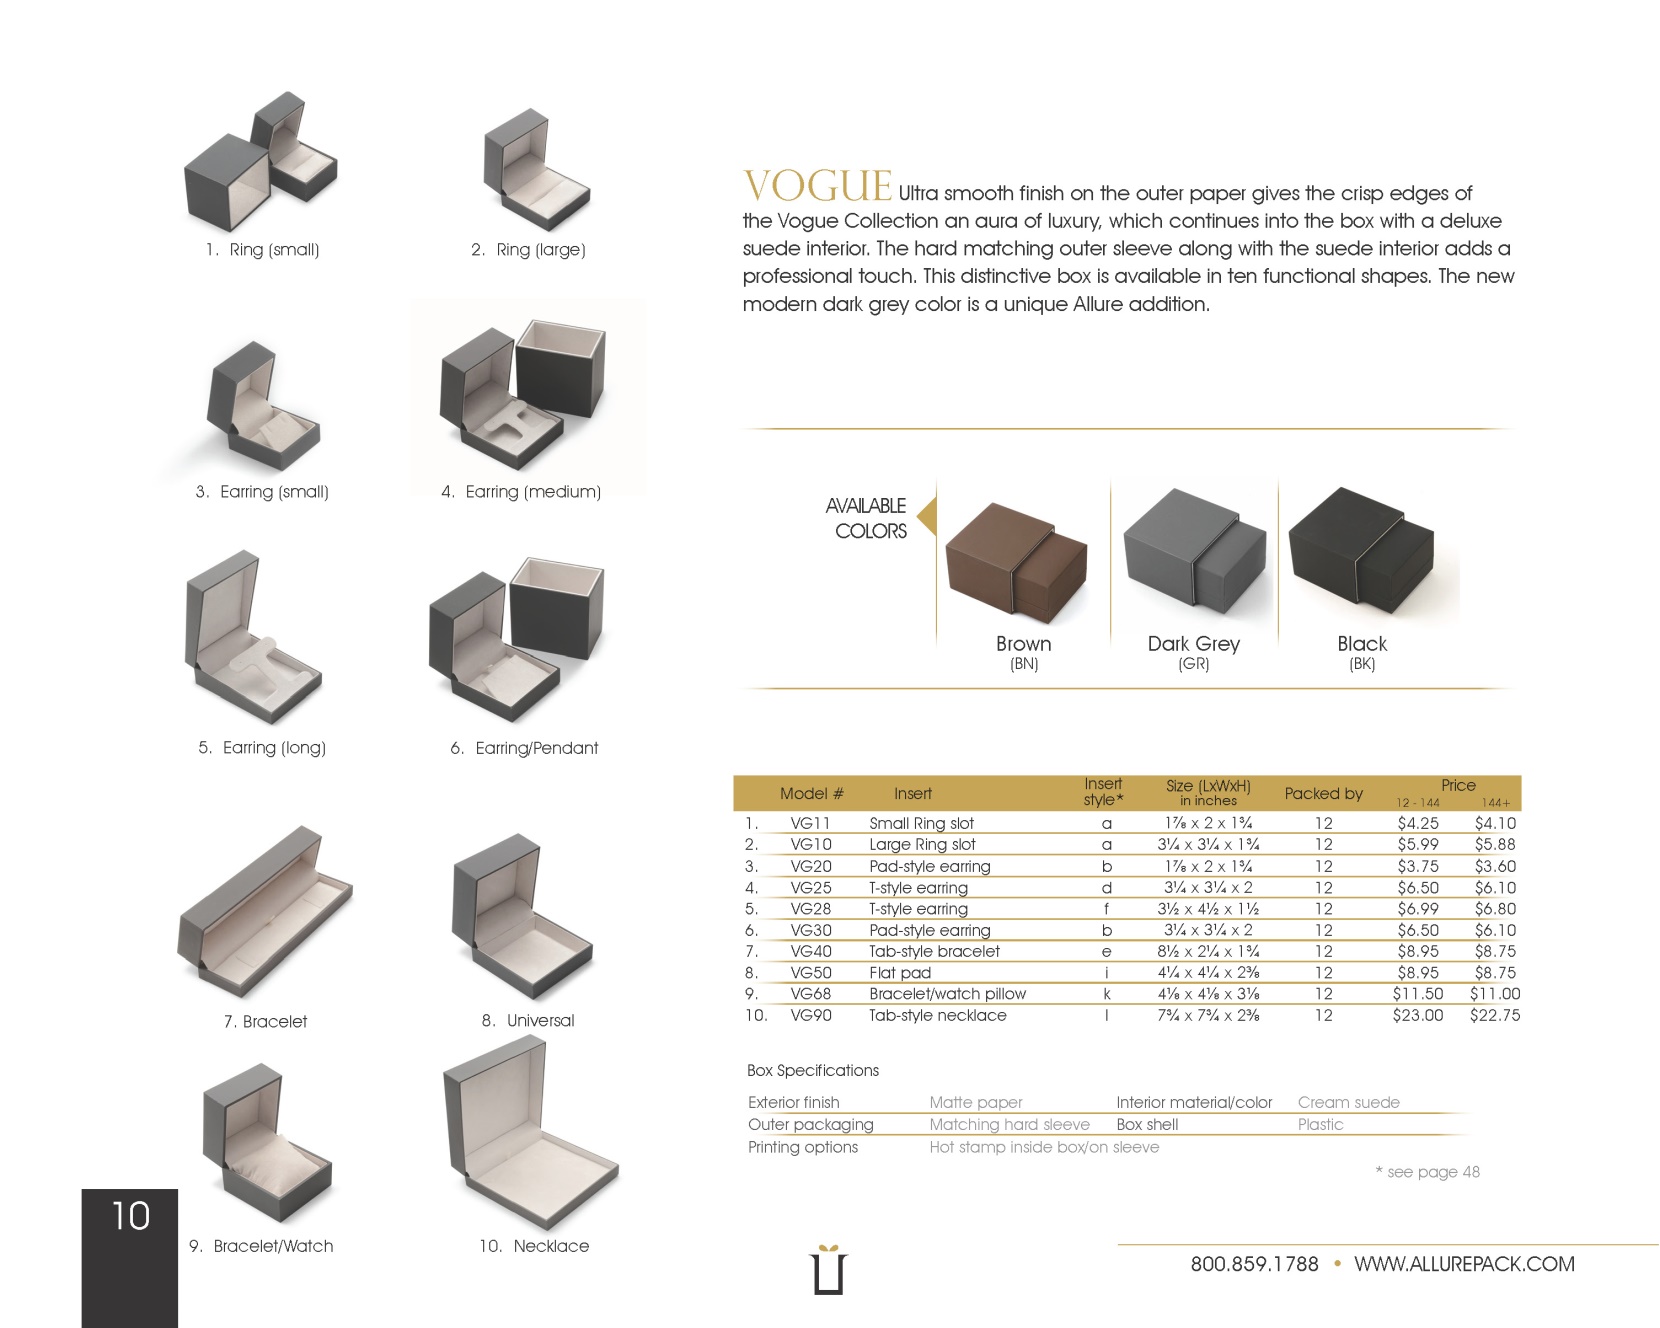 1. Ring (small)
2. Ring (large)
3. Earring (small)
4. Earring (medium)
5. Earring (long)
6. Earring/Pendant
7. Bracelet
8. Universal
9. Bracelet/Watch
10. Necklace
10
VOGUE Ultra smooth finish on the outer paper gives the crisp edges of
the Vogue Collection an aura of luxury, which continues into the box with a deluxe
suede interior. The hard matching outer sleeve along with the suede interior adds a
professional touch. This distinctive box is available in ten functional shapes. The new
modern dark grey color is a unique Allure addition.
AVAILABLE
COLORS
Brown
(BN)
Dark Grey
(GR)
Black
(BK)
Model # Insert Insert style* Size (LxWxH) in inches Packed by Price 12 - 144 144+
1. VG11 Small Ring slot a 1⅞ x 2 x 1¾ 12 $4.25 $4.10
2. VG10 Large Ring slot a 3¼ x 3¼ x 1¾ 12 $5.99 $5.88
3. VG20 Pad-style earring b 1⅞ x 2 x 1¾ 12 $3.75 $3.60
4. VG25 T-style earring d 3¼ x 3¼ x 2 12 $6.50 $6.10
5. VG28 T-style earring f 3½ x 4½ x 1½ 12 $6.99 $6.80
6. VG30 Pad-style earring b 3¼ x 3¼ x 2 12 $6.50 $6.10
7. VG40 Tab-style bracelet e 8½ x 2¼ x 1¾ 12 $8.95 $8.75
8. VG50 Flat pad i 4¼ x 4¼ x 2⅜ 12 $8.95 $8.75
9. VG68 Bracelet/watch pillow k 4⅛ x 4⅛ x 3⅛ 12 $11.50 $11.00
10. VG90 Tab-style necklace l 7¾ x 7¾ x 2⅜ 12 $23.00 $22.75
Box Specifications
Exterior finish Matte paper Interior material/color Cream suede
Outer packaging Matching hard sleeve Box shell Plastic
Printing options Hot stamp inside box/on sleeve
* see page 48
800.859.1788 • WWW.ALLUREPACK.COM